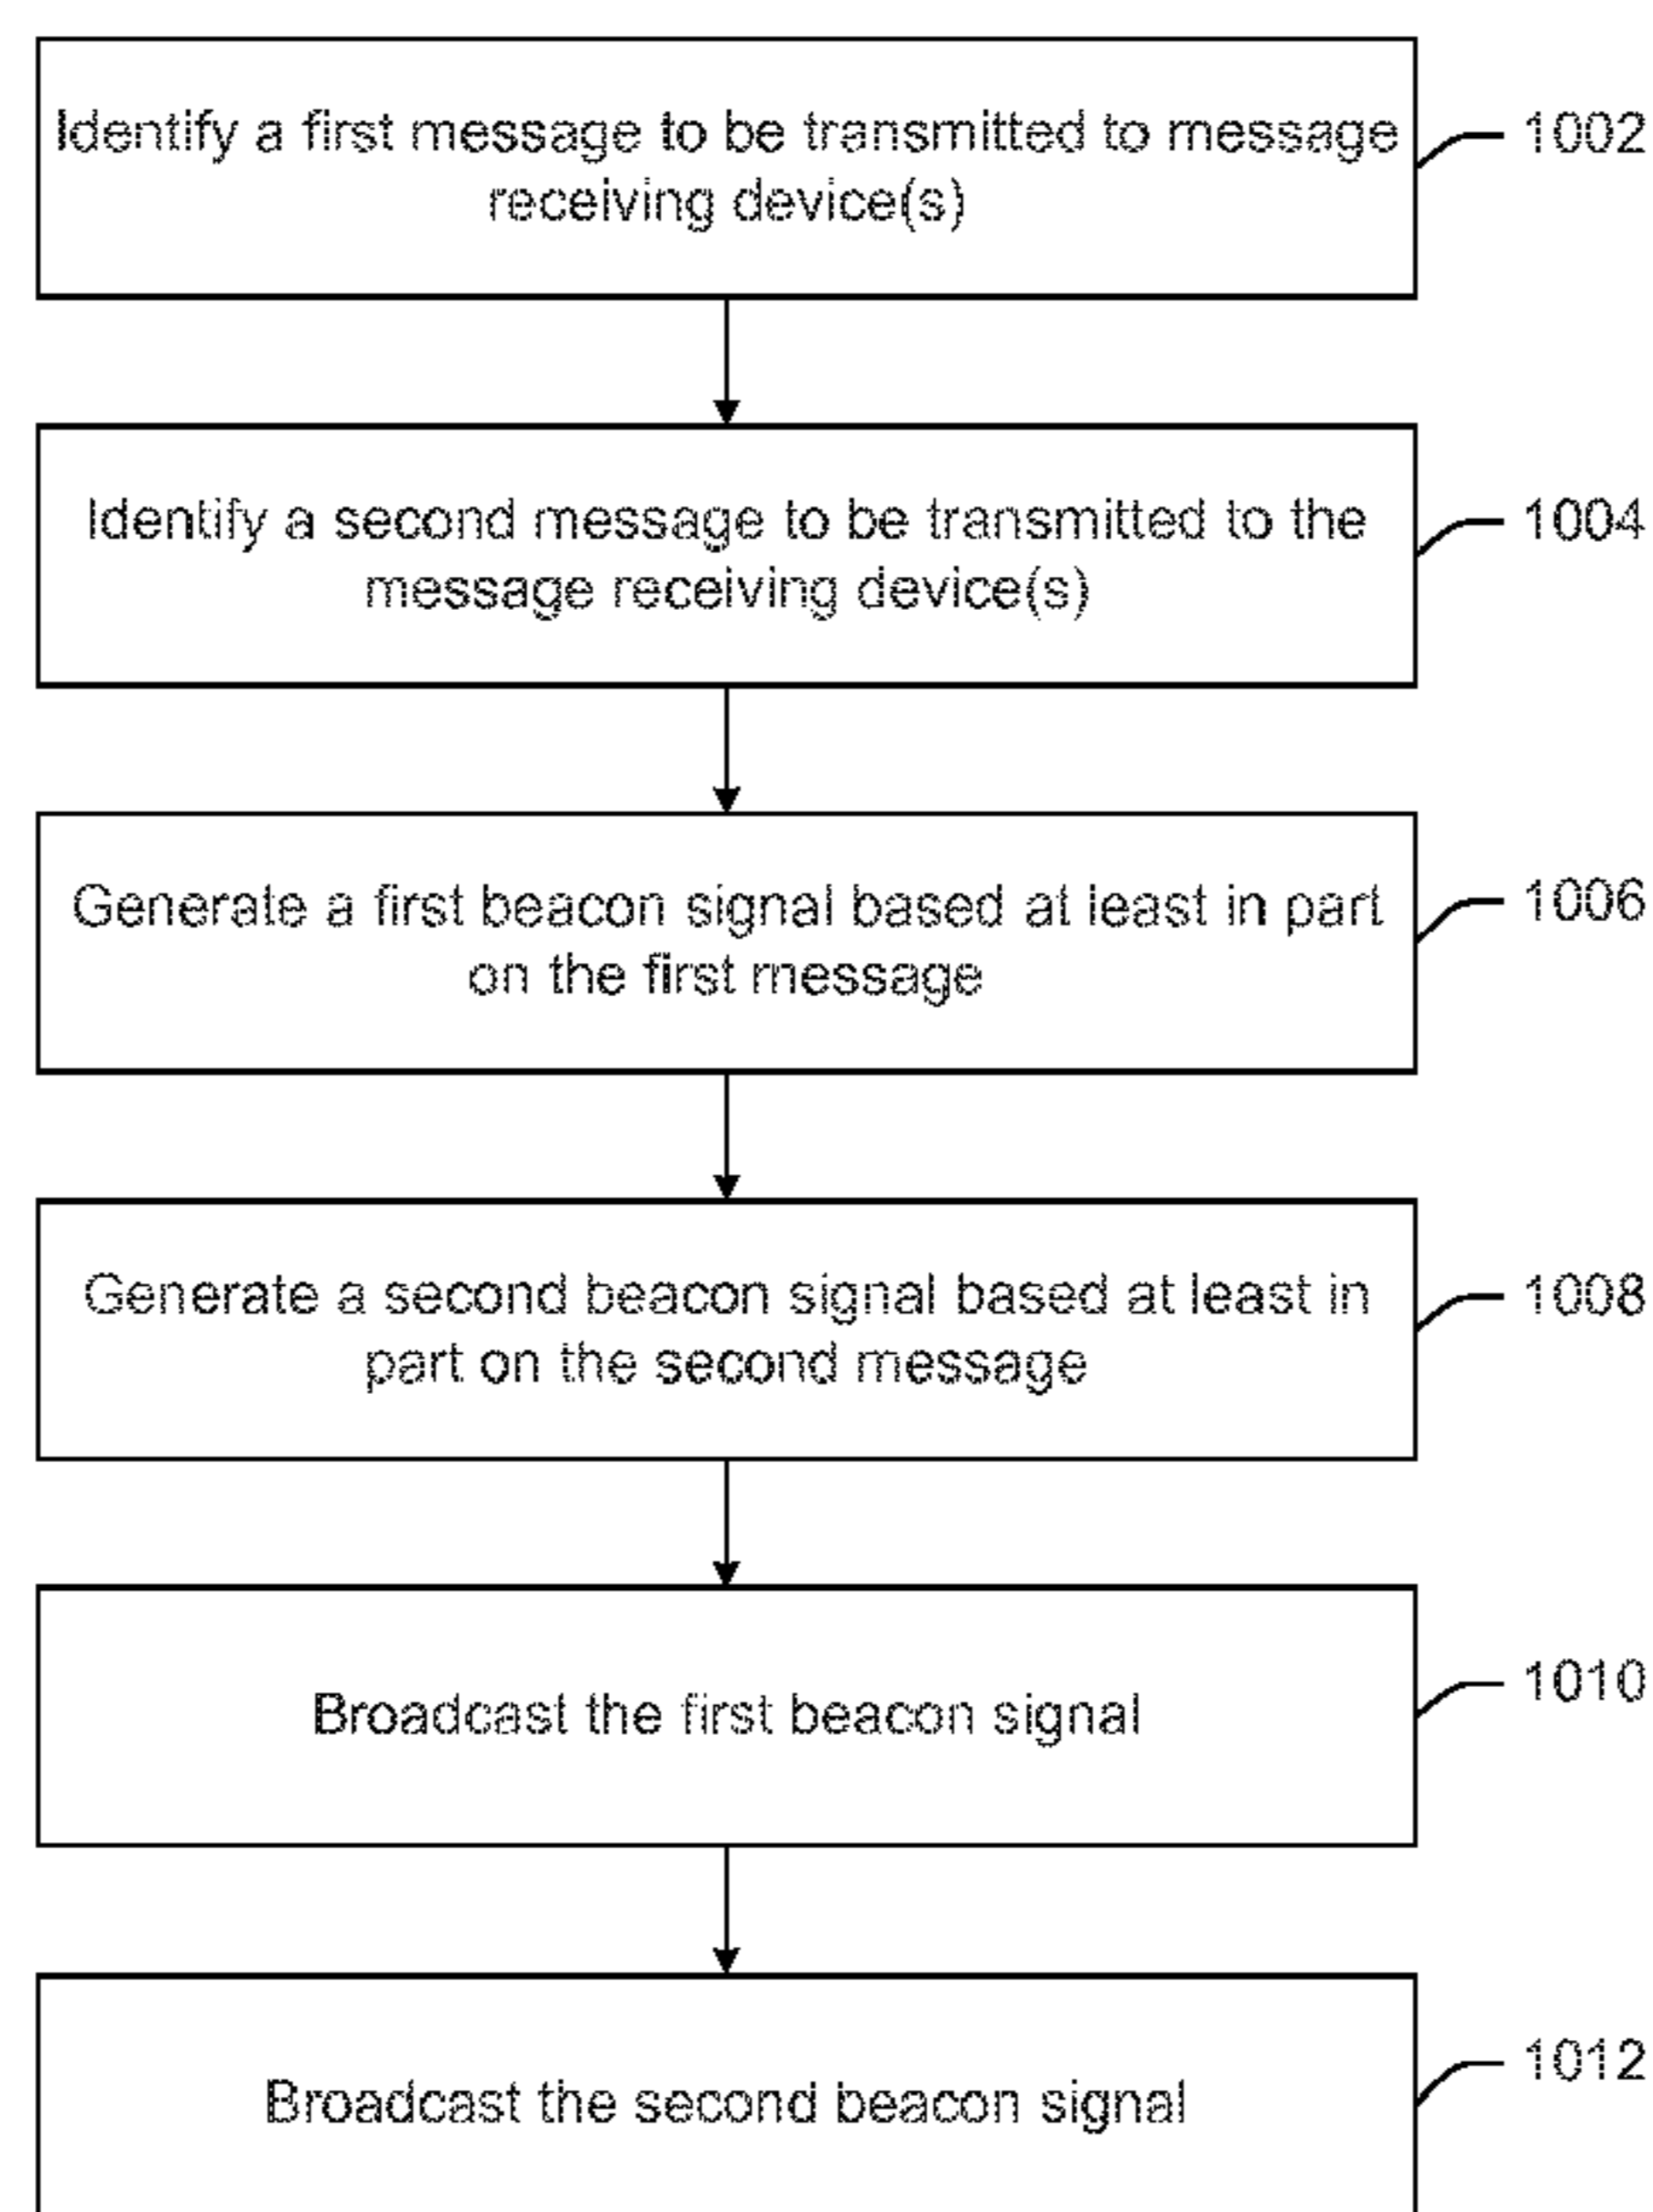 Identify a first message to be transmitted to message
receiving device(s)
1002
Identify a second message to be transmitted to the
message receiving device(s)
1004
Generate a first beacon signal based at least in part
on the first message
1006
Generate a second beacon signal based at least in
part on the second message
1008
Broadcast the first beacon signal
1010
Broadcast the second beacon signal
1012